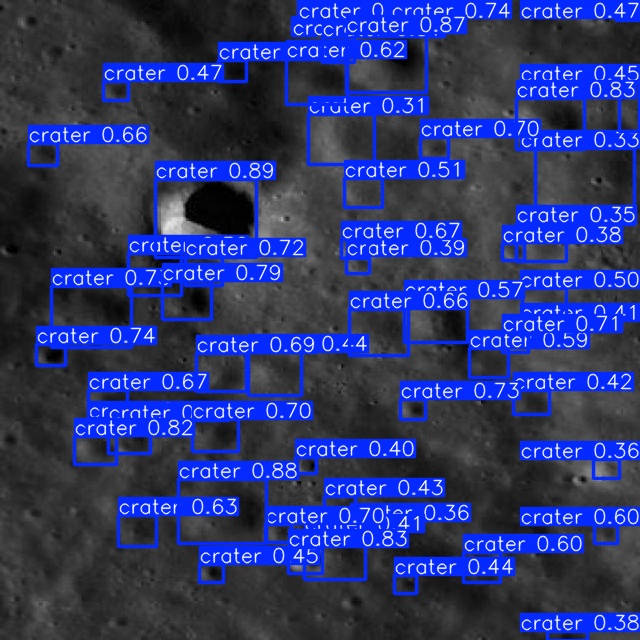 crater 0.74
crater 0.47
crater 0.87
crater 0.62
crater 0.47
crater 0.45
crater 0.83
crater 0.31
crater 0.66
crater 0.70
crater 0.33
crater 0.89
crater 0.51
crater 0.35
crater 0.67
crater 0.38
crater 0.72
crater 0.39
crater 0.79
crater 0.50
crater 0.57
crater 0.66
crater 0.71
crater 0.74
crater 0.59
crater 0.69
crater 0.67
crater 0.73
crater 0.42
crater 0.70
crater 0.82
crater 0.40
crater 0.36
crater 0.88
crater 0.43
crater 0.63
crater 0.70
crater 0.60
crater 0.83
crater 0.60
crater 0.45
crater 0.44
crater 0.38